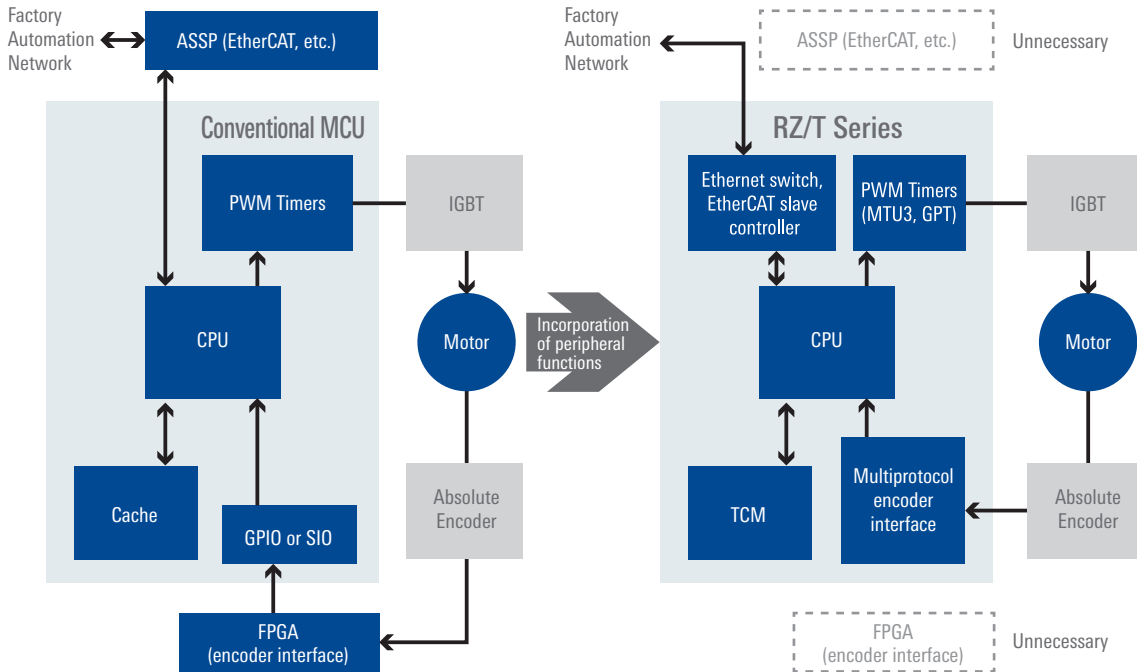 Factory
Automation
Network
ASSP (EtherCAT, etc.)
Conventional MCU
PWM Timers
IGBT
CPU
Motor
Cache
GPIO or SIO
Absolute
Encoder
FPGA
(encoder interface)
Incorporation
of peripheral
functions
Factory
Automation
Network
ASSP (EtherCAT, etc.)
Unnecessary
RZ/T Series
Ethernet switch,
EtherCAT slave
controller
PWM Timers
(MTU3, GPT)
IGBT
CPU
Motor
TCM
Multiprotocol
encoder
interface
Absolute
Encoder
FPGA
(encoder interface)
Unnecessary